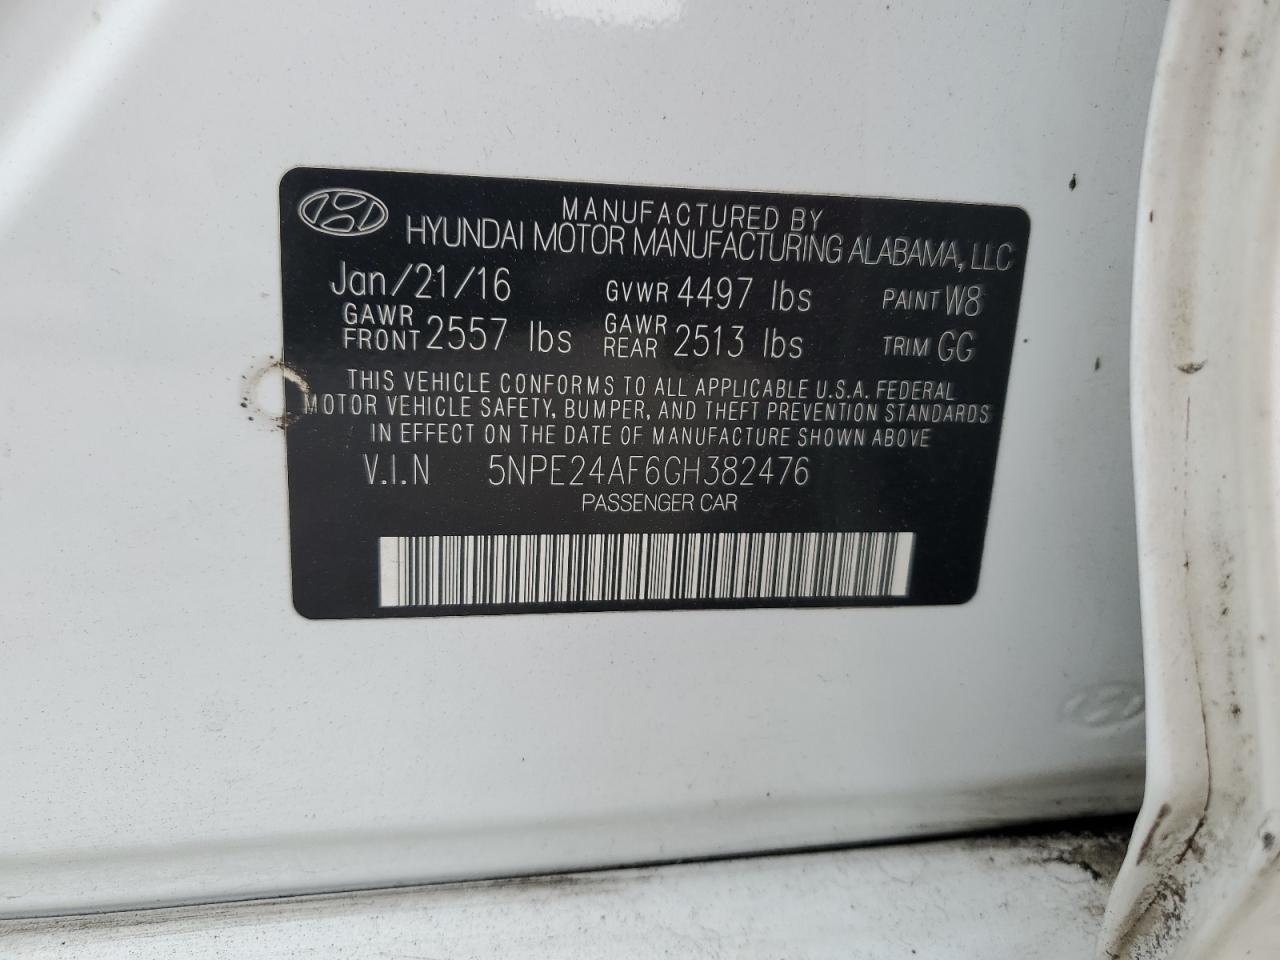 MANUFACTURED BY
HYUNDAI MOTOR MANUFACTURING ALABAMA, LLC
Jan/21/16 GVWR 4497 lbs PAINT W8
GAWR FRONT 2557 lbs GAWR REAR 2513 lbs TRIM GG
THIS VEHICLE CONFORMS TO ALL APPLICABLE U.S.A. FEDERAL
MOTOR VEHICLE SAFETY, BUMPER, AND THEFT PREVENTION STANDARDS
IN EFFECT ON THE DATE OF MANUFACTURE SHOWN ABOVE
V.I.N 5NPE24AF6GH382476
PASSENGER CAR